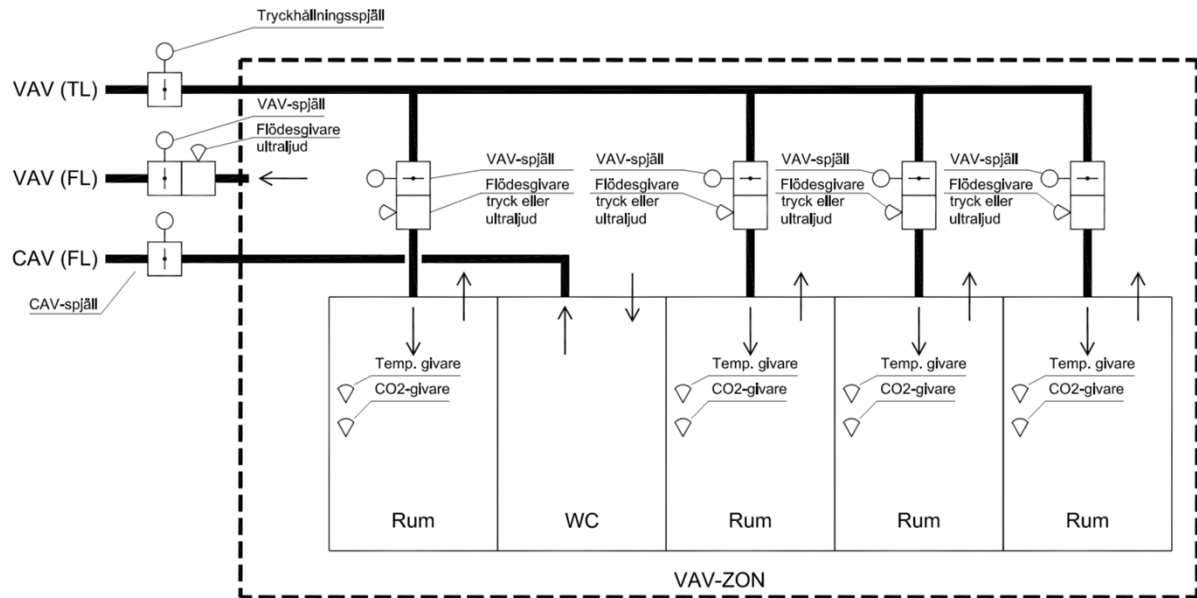 Tryckhållningsspjäll
VAV (TL)
VAV-spjäll
Flödesgivare
ultraljud
VAV (FL)
VAV-spjäll
Flödesgivare
tryck eller
ultraljud
VAV-spjäll
Flödesgivare
tryck eller
ultraljud
VAV-spjäll
Flödesgivare
tryck eller
ultraljud
VAV-spjäll
Flödesgivare
tryck eller
ultraljud
CAV (FL)
CAV-spjäll
Temp. givare
CO2-givare
Rum
WC
Temp. givare
CO2-givare
Rum
Temp. givare
CO2-givare
Rum
Temp. givare
CO2-givare
Rum
VAV-ZON